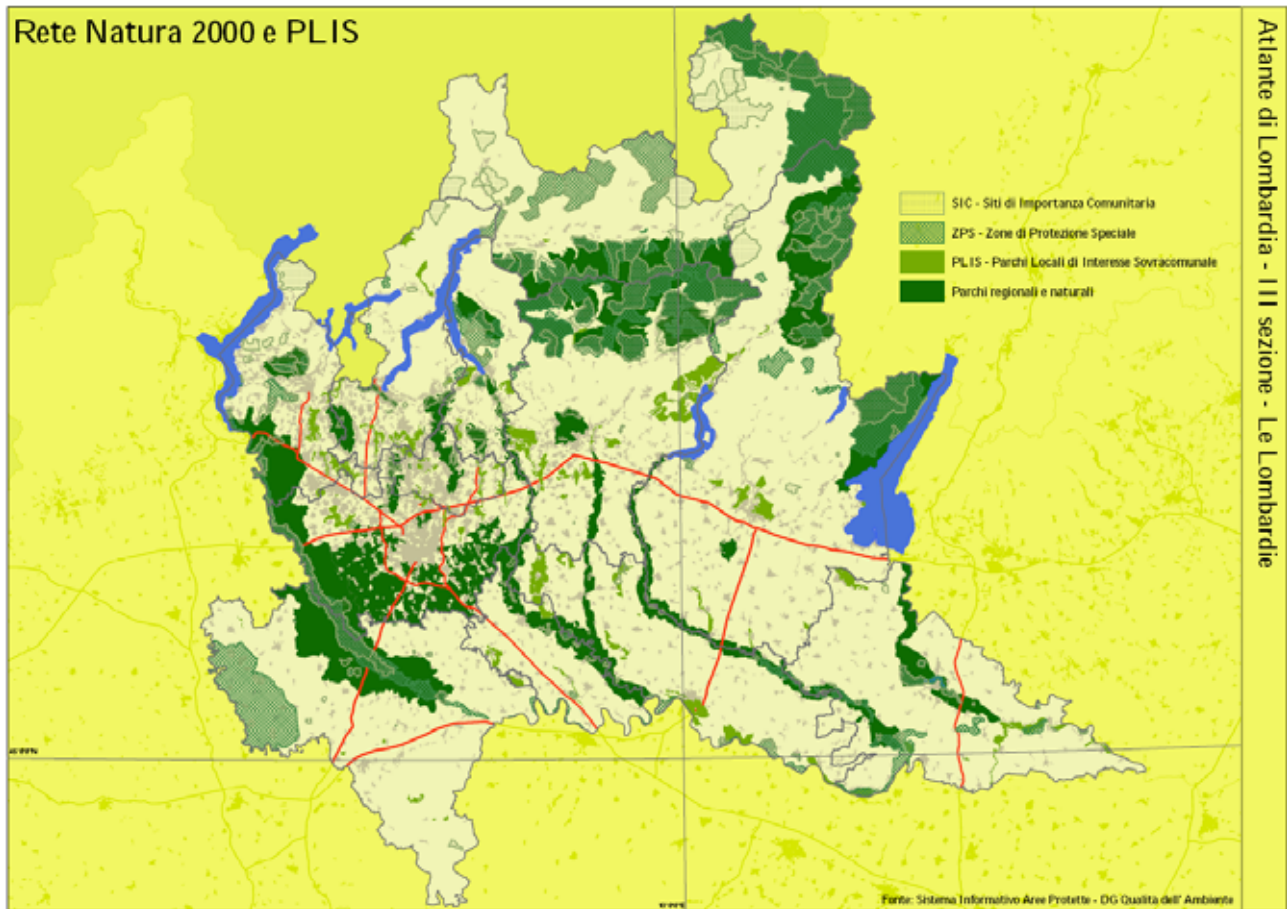 Rete Natura 2000 e PLIS
Atlante di Lombardia - III sezione - Le Lombardie
SIC - Siti di Importanza Comunitaria
ZPS - Zone di Protezione Speciale
PLIS - Parchi Locali di Interesse Sovracomunale
Parchi regionali e naturali
Fonte: Sistema Informativo Aree Protette - DG Qualità dell' Ambiente